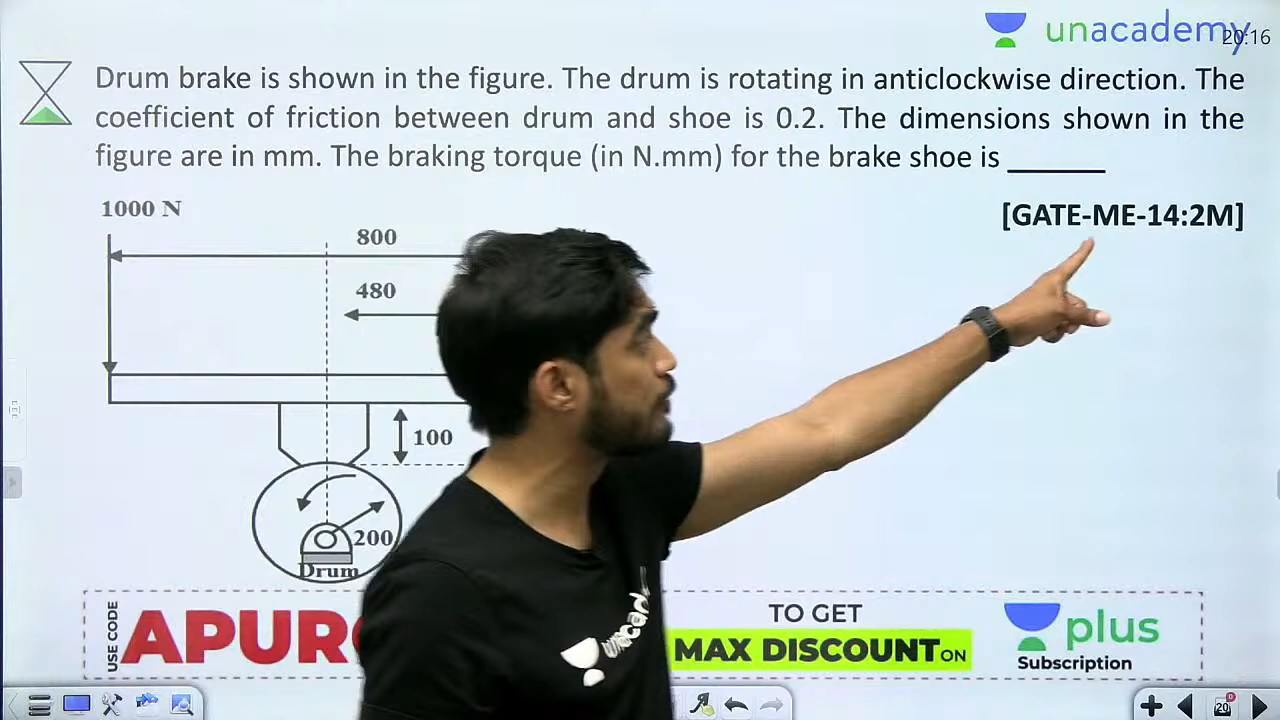 unacademy
20:16
Drum brake is shown in the figure. The drum is rotating in anticlockwise direction. The
coefficient of friction between drum and shoe is 0.2. The dimensions shown in the
figure are in mm. The braking torque (in N.mm) for the brake shoe is ______
[GATE-ME-14:2M]
1000 N
800
480
100
200
Drum
USE CODE
TO GET
MAX DISCOUNT ON
plus
Subscription
20
0